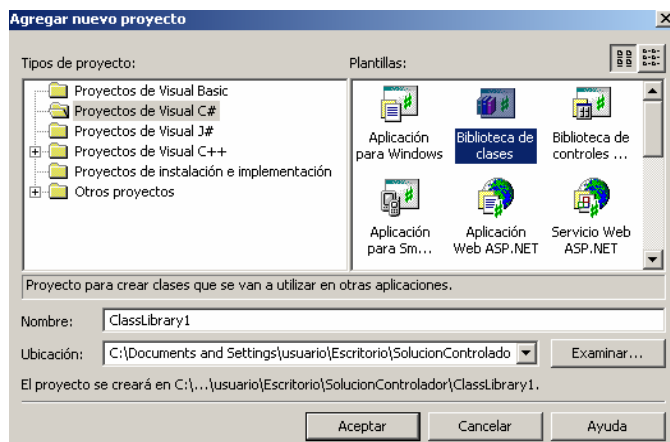 Agregar nuevo proyecto
Tipos de proyecto:
Plantillas:
Proyectos de Visual Basic
Proyectos de Visual C#
Proyectos de Visual J#
Proyectos de Visual C++
Proyectos de instalación e implementación
Otros proyectos
Aplicación
para Windows
Biblioteca de
clases
Biblioteca de
controles ...
Aplicación
para Sm...
Aplicación
Web ASP.NET
Servicio Web
ASP.NET
Proyecto para crear clases que se van a utilizar en otras aplicaciones.
Nombre:
ClassLibrary1
Ubicación:
C:\Documents and Settings\usuario\Escritorio\SolucionControlado
Examinar...
El proyecto se creará en C:\...\usuario\Escritorio\SolucionControlador\ClassLibrary1.
Aceptar
Cancelar
Ayuda